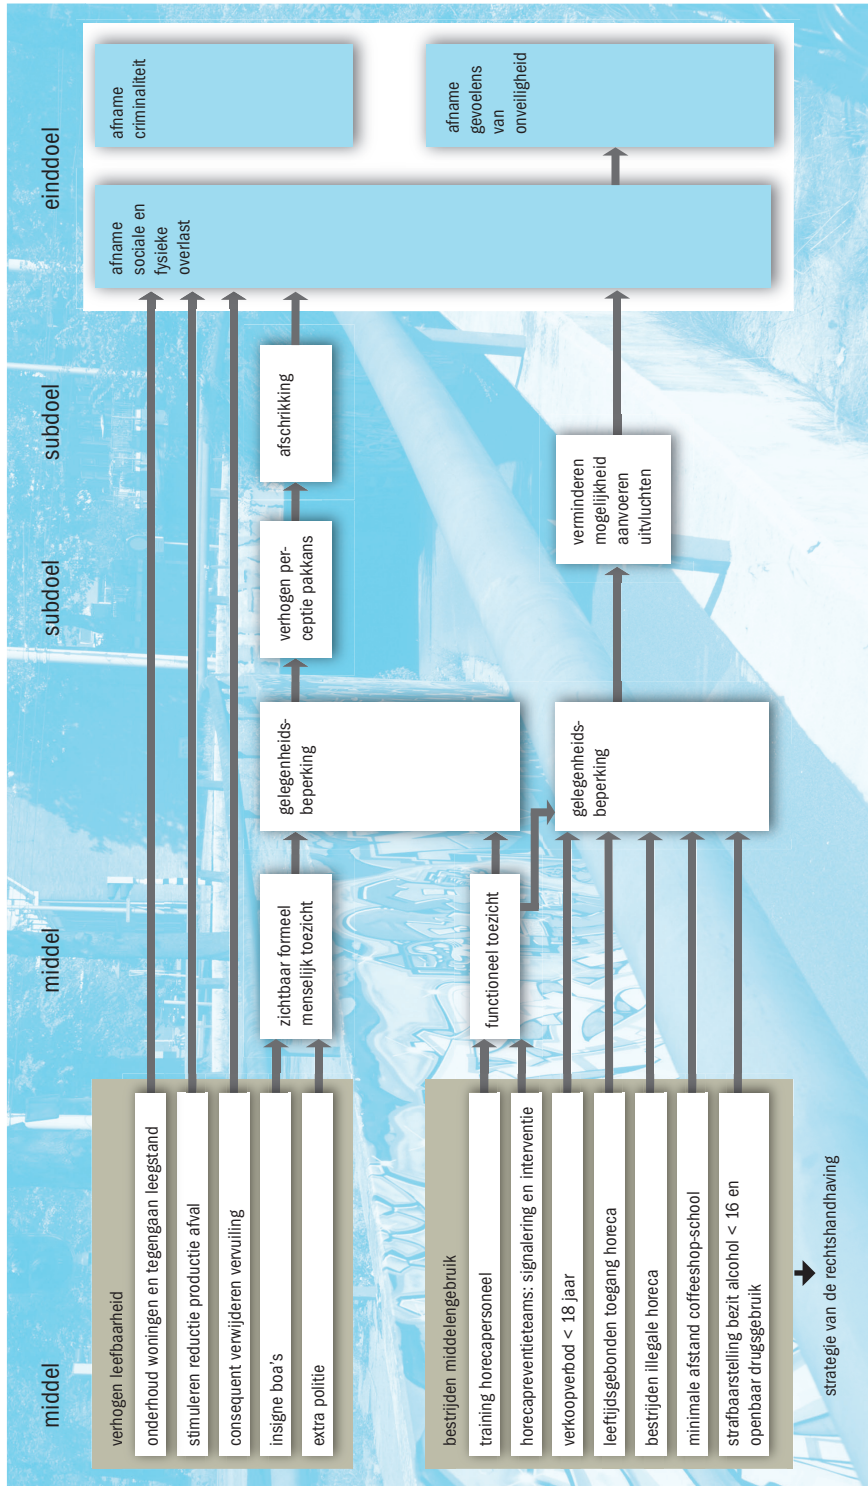 middel
middel
subdoel
subdoel
einddoel
verhogen leefbaarheid
onderhoud woningen en tegengaan leegstand
stimuleren reductie productie afval
consequent verwijderen vervuiling
insigne boa's
extra politie
zichtbaar formeel
menselijk toezicht
gelegenheids-
beperking
verhogen per-
ceptie pakkans
afschrikking
afname
sociale en
fysieke
overlast
afname
criminaliteit
bestrijden middelengebruik
training horecapersoneel
horecapreventieteams: signalering en interventie
verkoopverbod < 18 jaar
leeftijdsgebonden toegang horeca
bestrijden illegale horeca
minimale afstand coffeeshop-school
strafbaarstelling bezit alcohol < 16 en
openbaar drugsgebruik
functioneel toezicht
gelegenheids-
beperking
verminderen
mogelijkheid
aanvoeren
uitvluchten
afname
gevoelens
van
onveiligheid
strategie van de rechtshandhaving